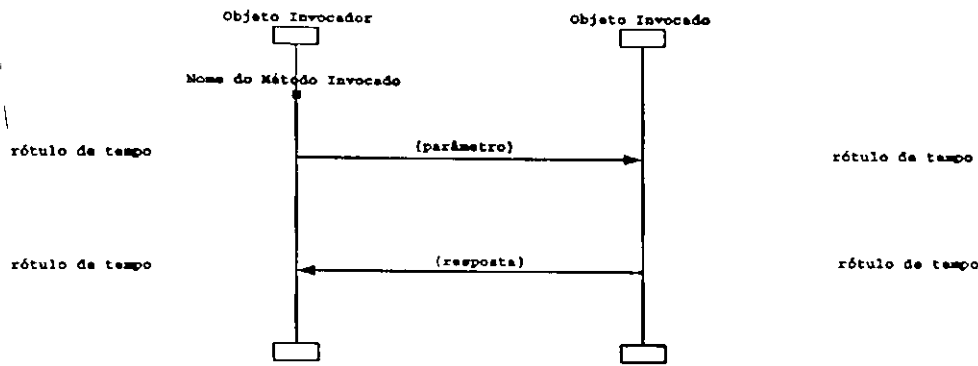 Objeto Invocador
Objeto Invocado
Nome do Método Invocado
rótulo de tempo
{parâmetro}
rótulo de tempo
rótulo de tempo
{resposta}
rótulo de tempo